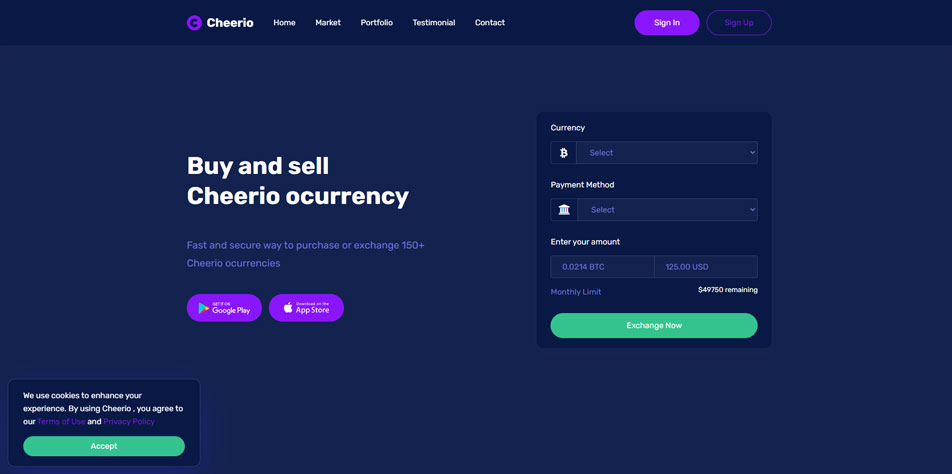 Cheerio Home Market Portfolio Testimonial Contact Sign In Sign Up
Buy and sell
Cheerio ocurrency
Fast and secure way to purchase or exchange 150+
Cheerio ocurrencies
GET IT ON
Google Play
Download on the
App Store
Currency
Select
Payment Method
Select
Enter your amount
0.0214 BTC 125.00 USD
Monthly Limit $49750 remaining
Exchange Now
We use cookies to enhance your
experience. By using Cheerio , you agree to
our Terms of Use and Privacy Policy
Accept